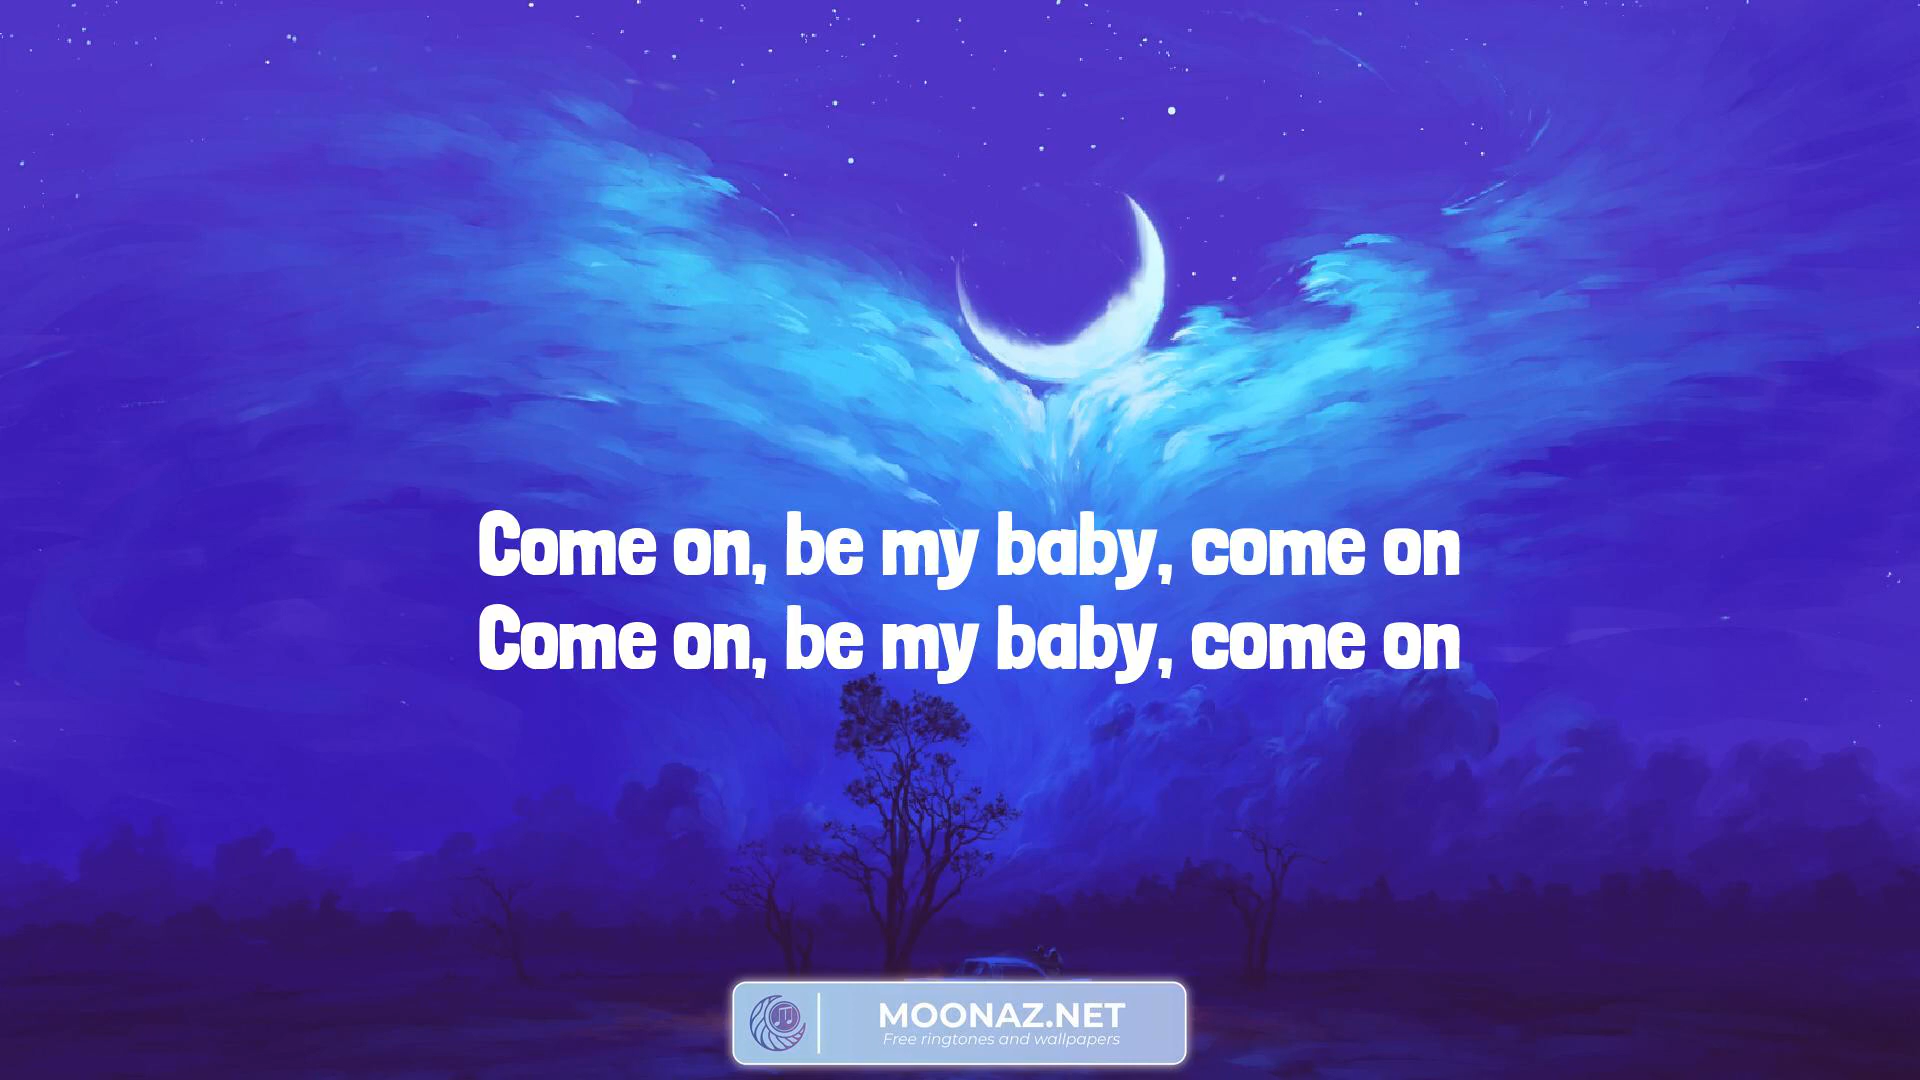 Come on, be my baby, come on
Come on, be my baby, come on
MOONAZ.NET
Free ringtones and wallpapers